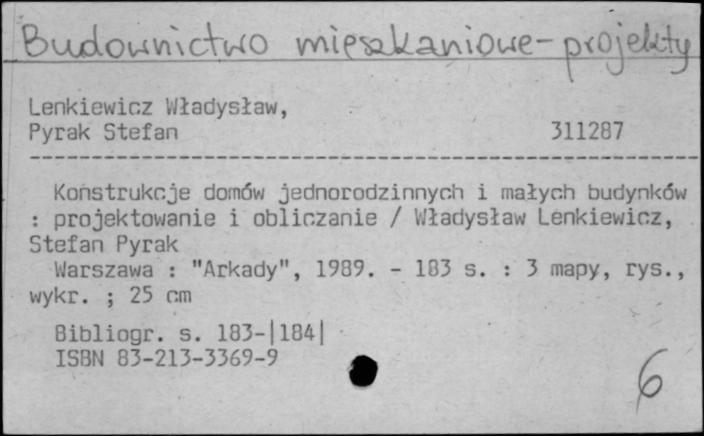 Budownictwo mieszkaniowe - projekty
Lenkiewicz Władysław,
Pyrak Stefan 311287
Konstrukcje domów jednorodzinnych i małych budynków
: projektowanie i obliczanie / Władysław Lenkiewicz,
Stefan Pyrak
Warszawa : "Arkady", 1989. - 183 s. : 3 mapy, rys.,
wykr. ; 25 cm
Bibliogr. s. 183-|184|
ISBN 83-213-3369-9
6